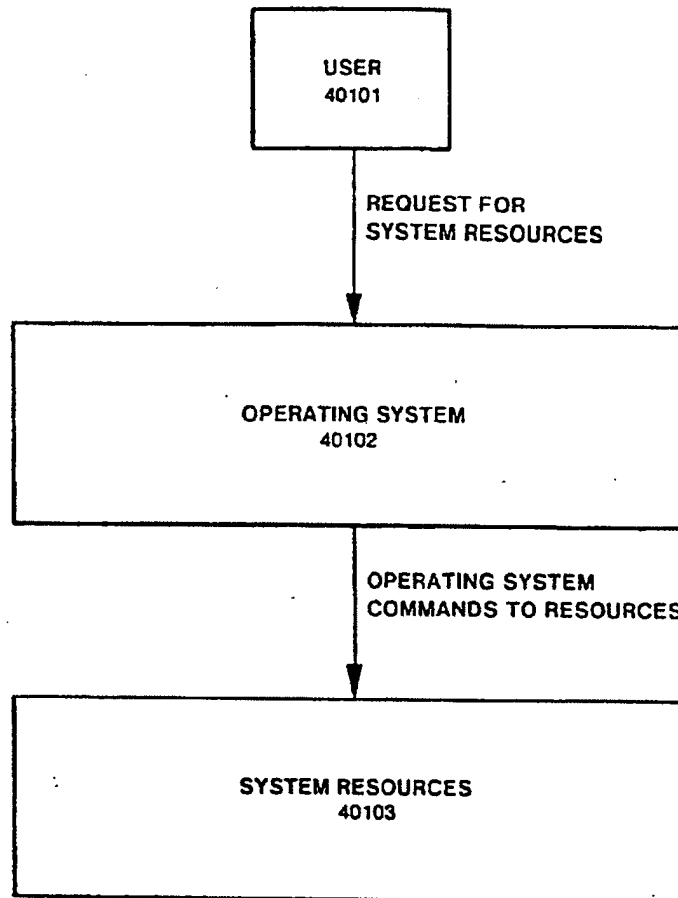 USER
40101
REQUEST FOR
SYSTEM RESOURCES
OPERATING SYSTEM
40102
OPERATING SYSTEM
COMMANDS TO RESOURCES
SYSTEM RESOURCES
40103